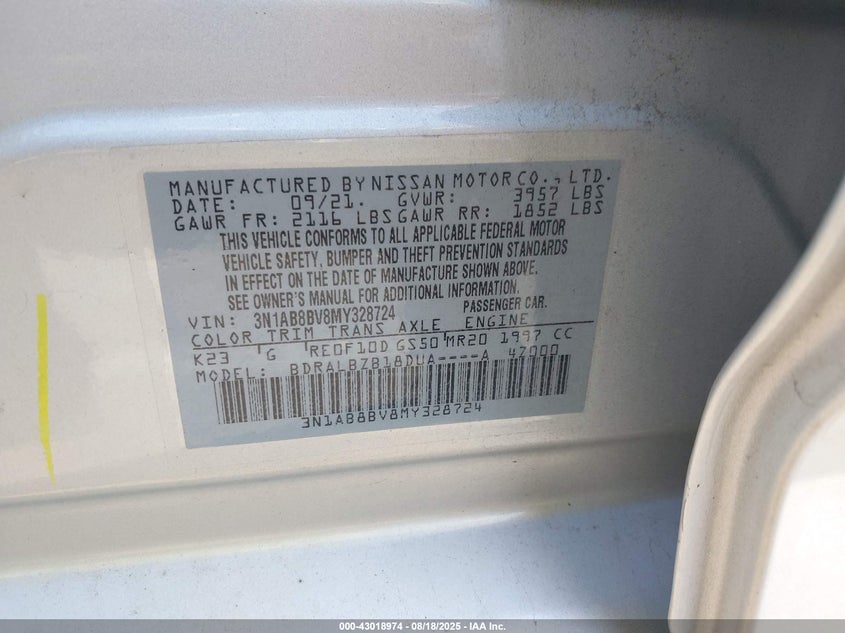 MANUFACTURED BY NISSAN MOTOR CO., LTD.
DATE: 09/21. GVWR: 3957 LBS
GAWR FR: 2116 LBS GAWR RR: 1852 LBS
THIS VEHICLE CONFORMS TO ALL APPLICABLE FEDERAL MOTOR
VEHICLE SAFETY, BUMPER AND THEFT PREVENTION STANDARDS
IN EFFECT ON THE DATE OF MANUFACTURE SHOWN ABOVE.
SEE OWNER'S MANUAL FOR ADDITIONAL INFORMATION.
VIN: 3N1AB8BV8MY328724 PASSENGER CAR.
COLOR TRIM TRANS AXLE ENGINE
K23 G RE0F10D GS50 MR20 1997 CC
MODEL: BDRALBZB18DUA----A 47000
3N1AB8BV8MY328724
000-43018974 | 08/18/2025 - IAA Inc.